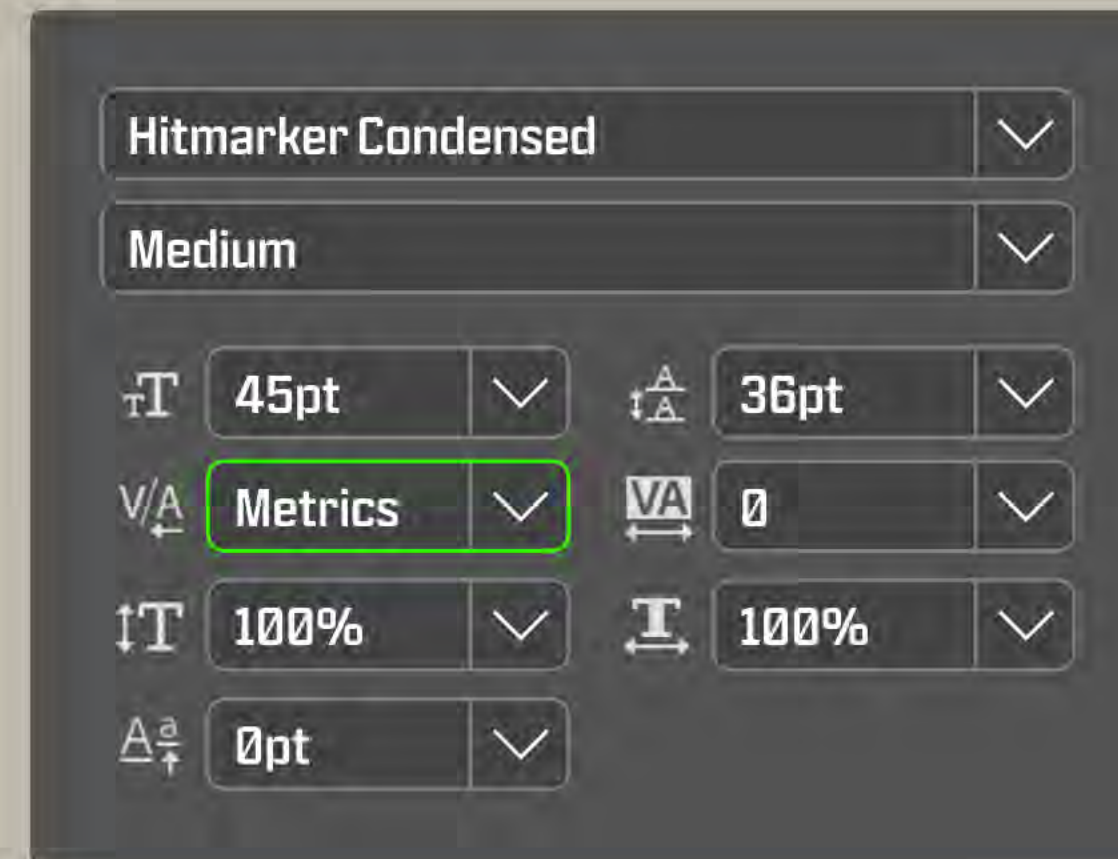 Hitmarker Condensed
Medium
45pt 36pt
Metrics 0
100% 100%
0pt